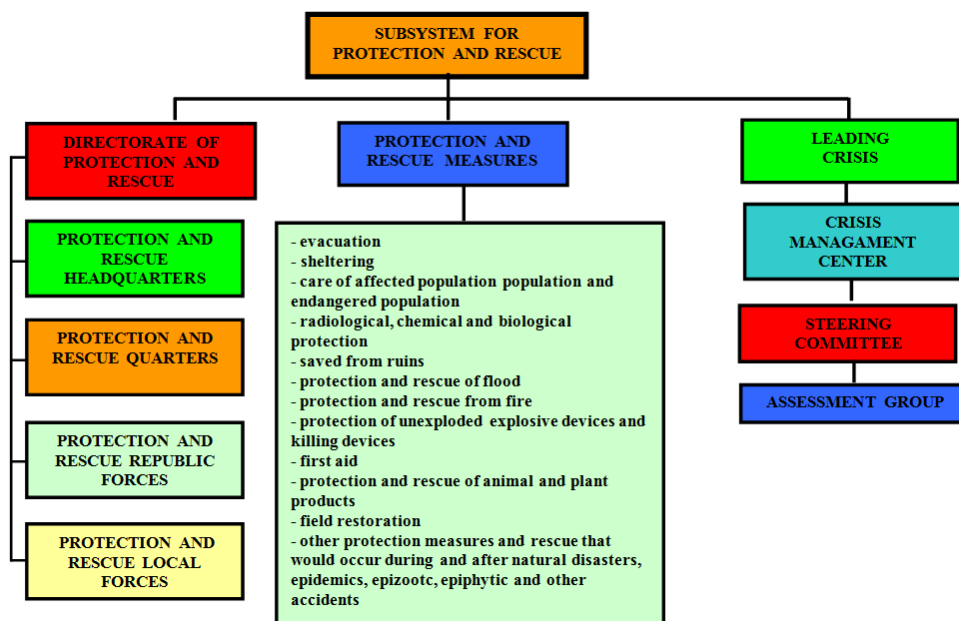 SUBSYSTEM FOR
PROTECTION AND RESCUE
DIRECTORATE OF
PROTECTION AND
RESCUE
PROTECTION AND
RESCUE
HEADQUARTERS
PROTECTION AND
RESCUE QUARTERS
PROTECTION AND
RESCUE REPUBLIC
FORCES
PROTECTION AND
RESCUE LOCAL
FORCES
PROTECTION AND
RESCUE MEASURES
- evacuation
- sheltering
- care of affected population population and
endangered population
- radiological, chemical and biological
protection
- saved from ruins
- protection and rescue of flood
- protection and rescue from fire
- protection of unexploded explosive devices and
killing devices
- first aid
- protection and rescue of animal and plant
products
- field restoration
- other protection measures and rescue that
would occur during and after natural disasters,
epidemics, epizootc, epiphytic and other
accidents
LEADING
CRISIS
CRISIS
MANAGAMENT
CENTER
STEERING
COMMITTEE
ASSESSMENT GROUP